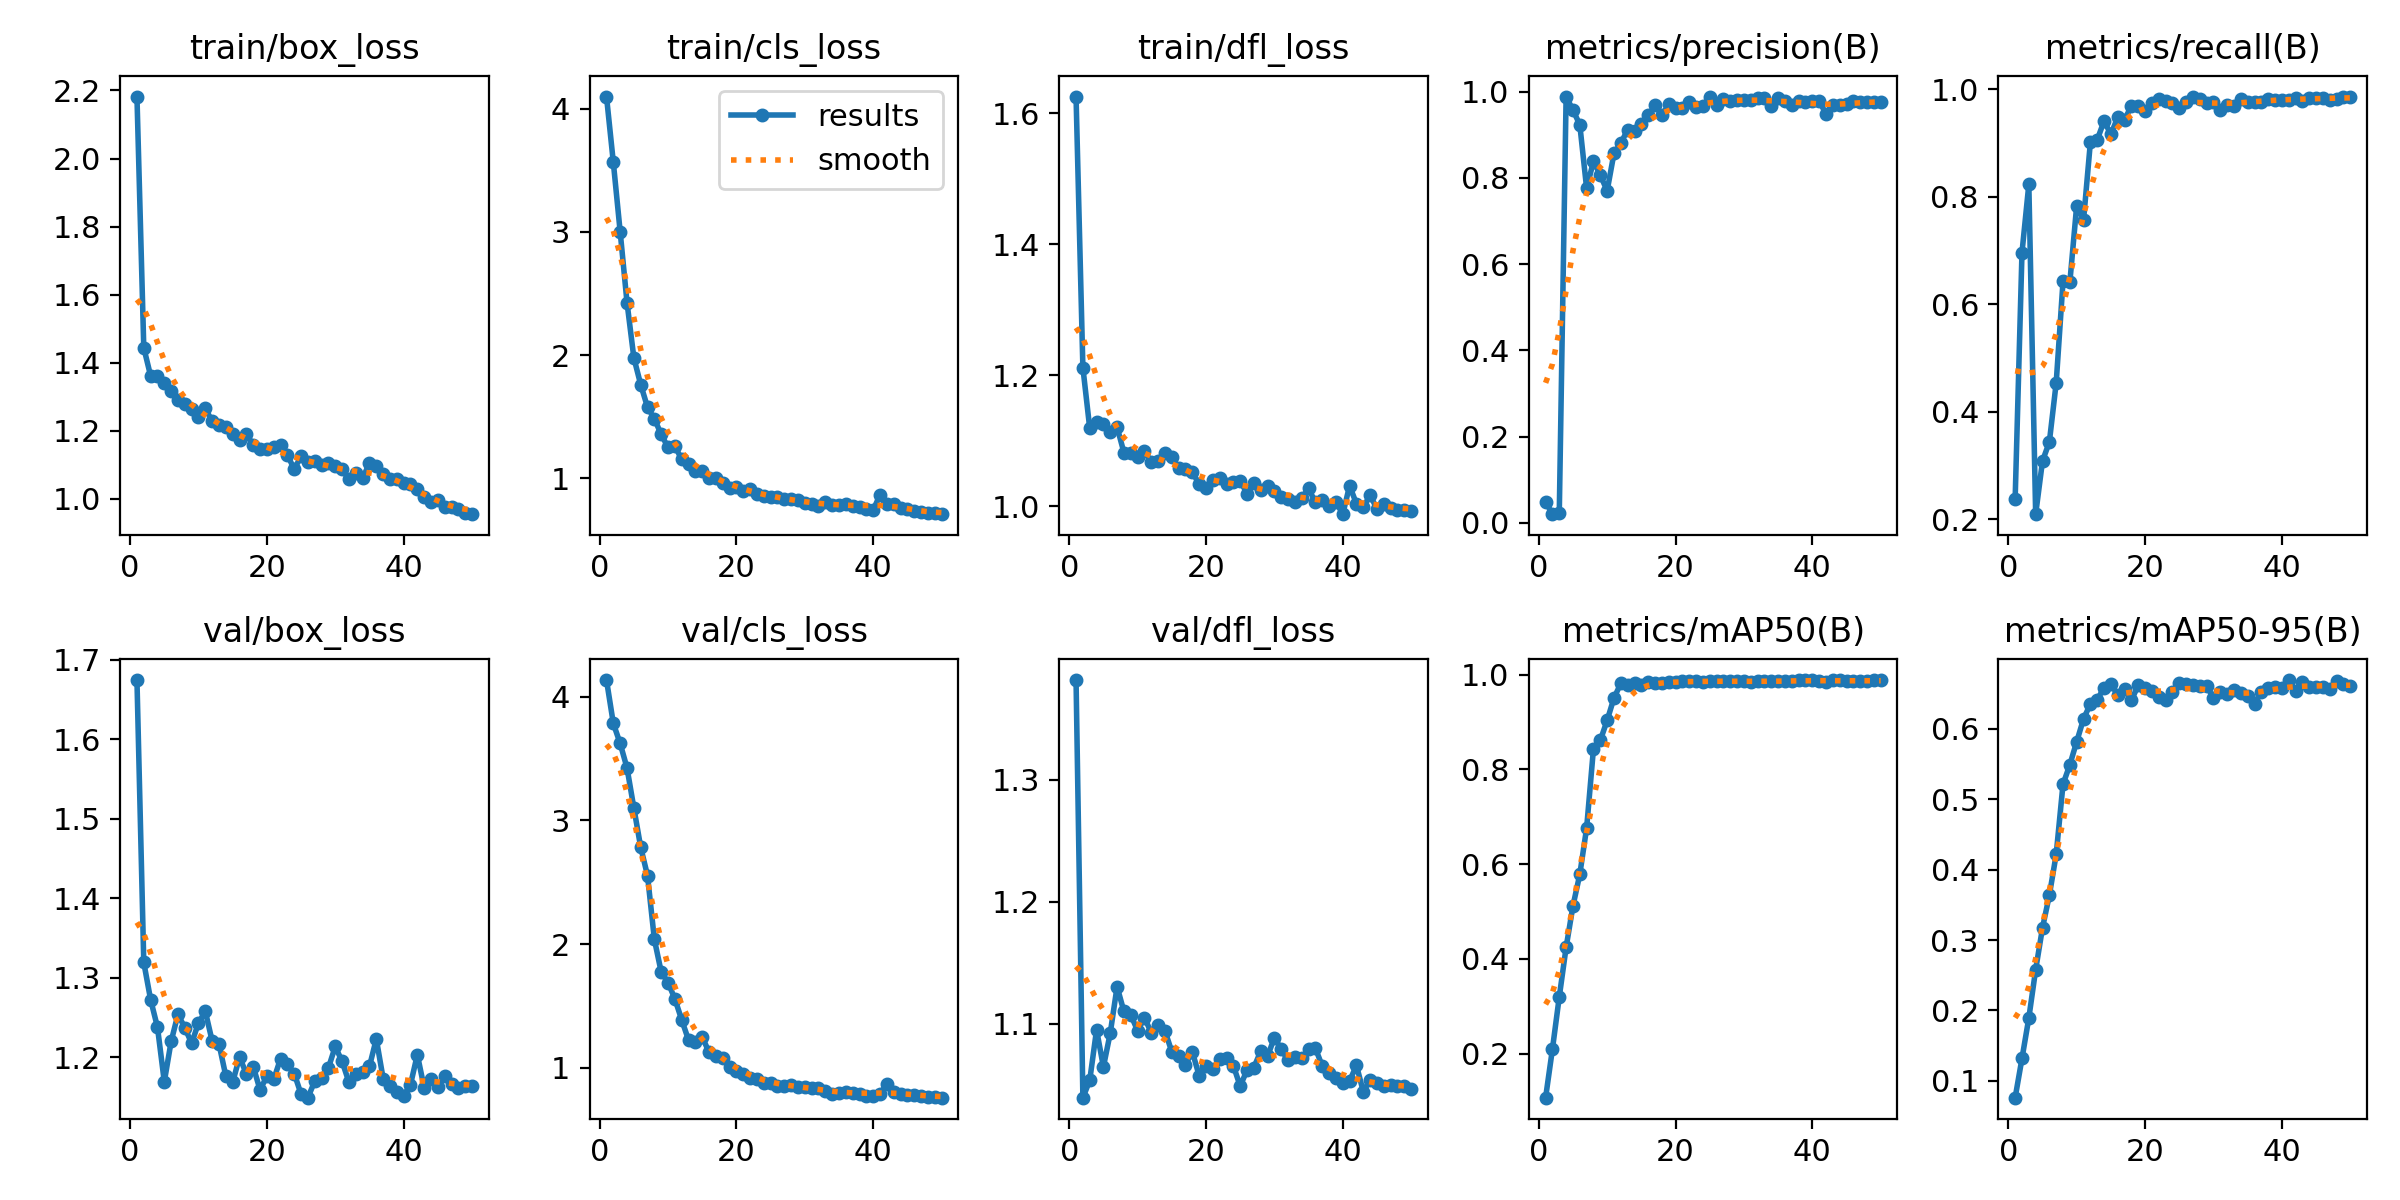 train/box_loss
2.2
2.0
1.8
1.6
1.4
1.2
1.0
0 20 40
train/cls_loss
results
smooth
4
3
2
1
0 20 40
train/dfl_loss
1.6
1.4
1.2
1.0
0 20 40
metrics/precision(B)
1.0
0.8
0.6
0.4
0.2
0.0
0 20 40
metrics/recall(B)
1.0
0.8
0.6
0.4
0.2
0 20 40
val/box_loss
1.7
1.6
1.5
1.4
1.3
1.2
0 20 40
val/cls_loss
4
3
2
1
0 20 40
val/dfl_loss
1.3
1.2
1.1
0 20 40
metrics/mAP50(B)
1.0
0.8
0.6
0.4
0.2
0 20 40
metrics/mAP50-95(B)
0.6
0.5
0.4
0.3
0.2
0.1
0 20 40